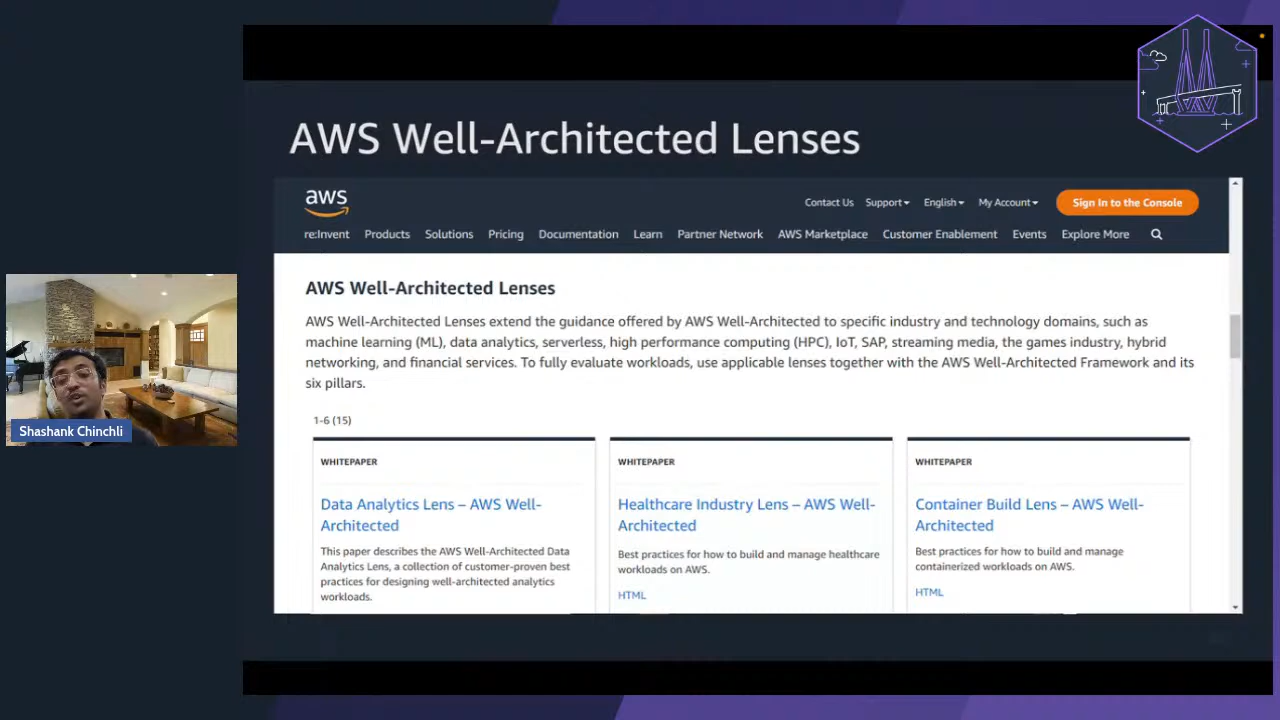 AWS Well-Architected Lenses
aws
Contact Us Support English My Account Sign In to the Console
re:Invent Products Solutions Pricing Documentation Learn Partner Network AWS Marketplace Customer Enablement Events Explore More
AWS Well-Architected Lenses
AWS Well-Architected Lenses extend the guidance offered by AWS Well-Architected to specific industry and technology domains, such as
machine learning (ML), data analytics, serverless, high performance computing (HPC), IoT, SAP, streaming media, the games industry, hybrid
networking, and financial services. To fully evaluate workloads, use applicable lenses together with the AWS Well-Architected Framework and its
six pillars.
1-6 (15)
WHITEPAPER
Data Analytics Lens – AWS Well-
Architected
This paper describes the AWS Well-Architected Data
Analytics Lens, a collection of customer-proven best
practices for designing well-architected analytics
workloads.
WHITEPAPER
Healthcare Industry Lens – AWS Well-
Architected
Best practices for how to build and manage healthcare
workloads on AWS.
HTML
WHITEPAPER
Container Build Lens – AWS Well-
Architected
Best practices for how to build and manage
containerized workloads on AWS.
HTML
Shashank Chinchli